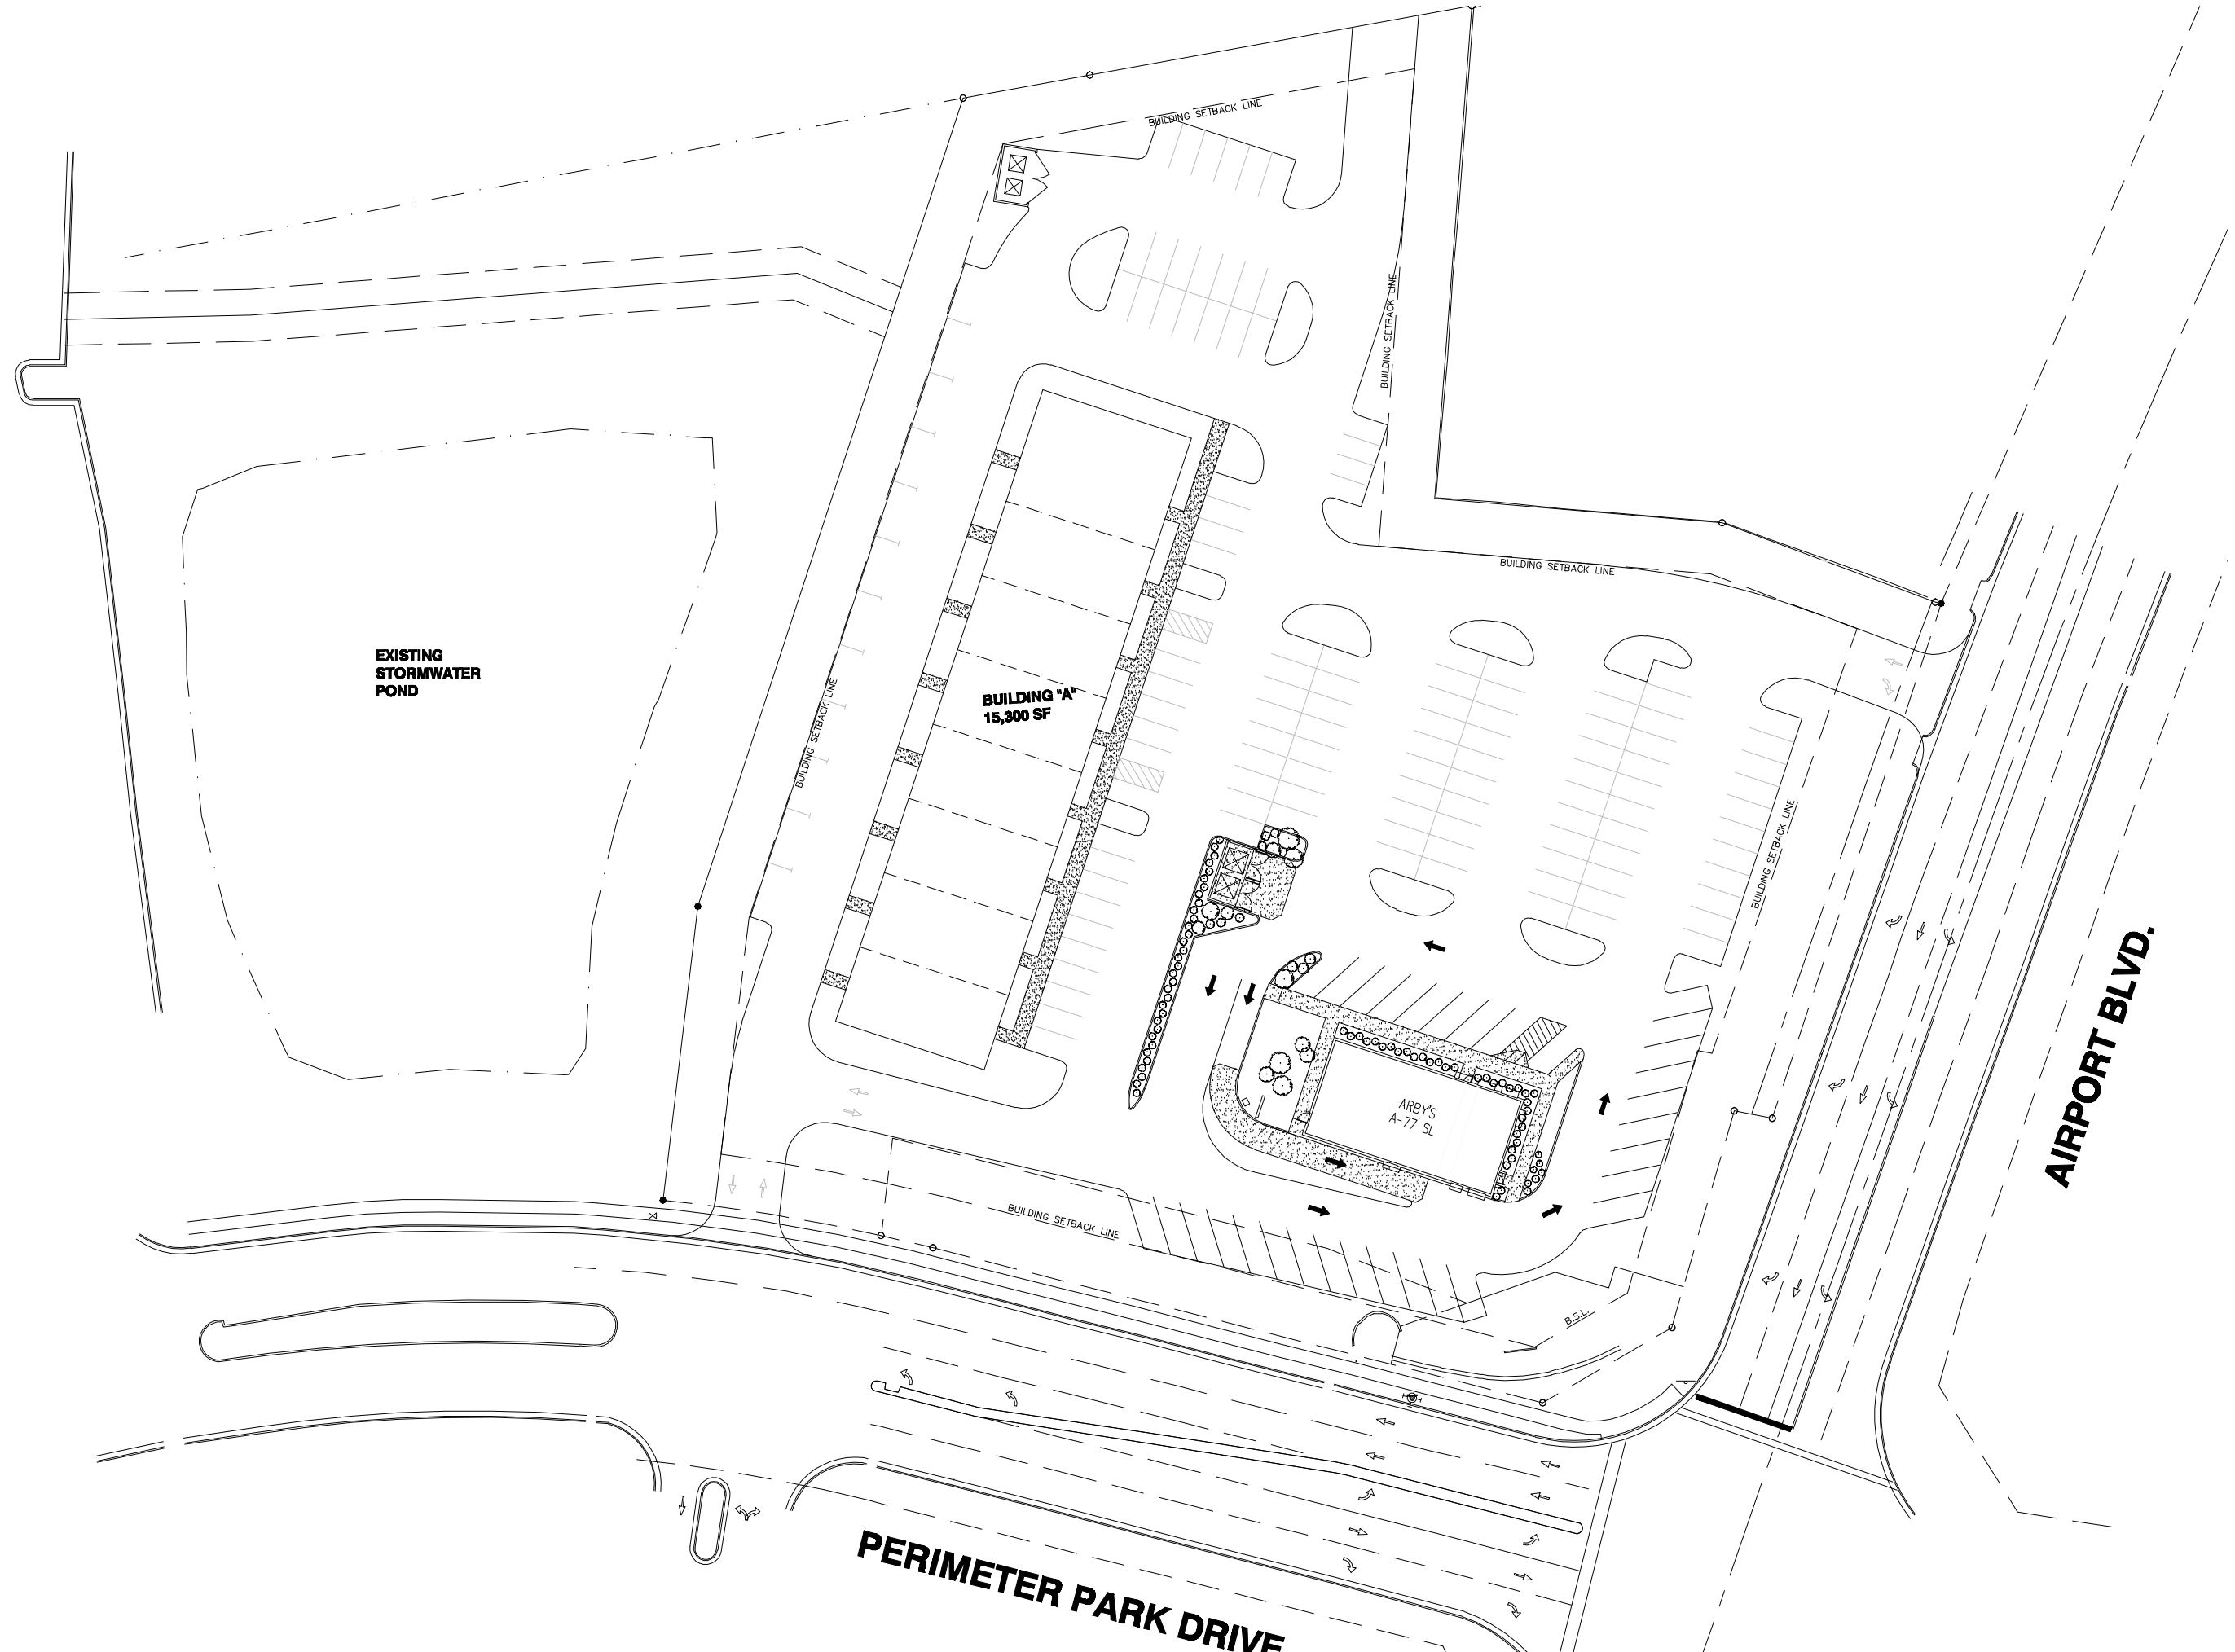 BUILDING SETBACK LINE
BUILDING SETBACK LINE
BUILDING SETBACK LINE
EXISTING
STORMWATER
POND
BUILDING "A"
15,300 SF
BUILDING SETBACK LINE
BUILDING SETBACK LINE
ARBY'S
A-77 SL
AIRPORT BLVD.
BUILDING SETBACK LINE
B.S.L.
PERIMETER PARK DRIVE